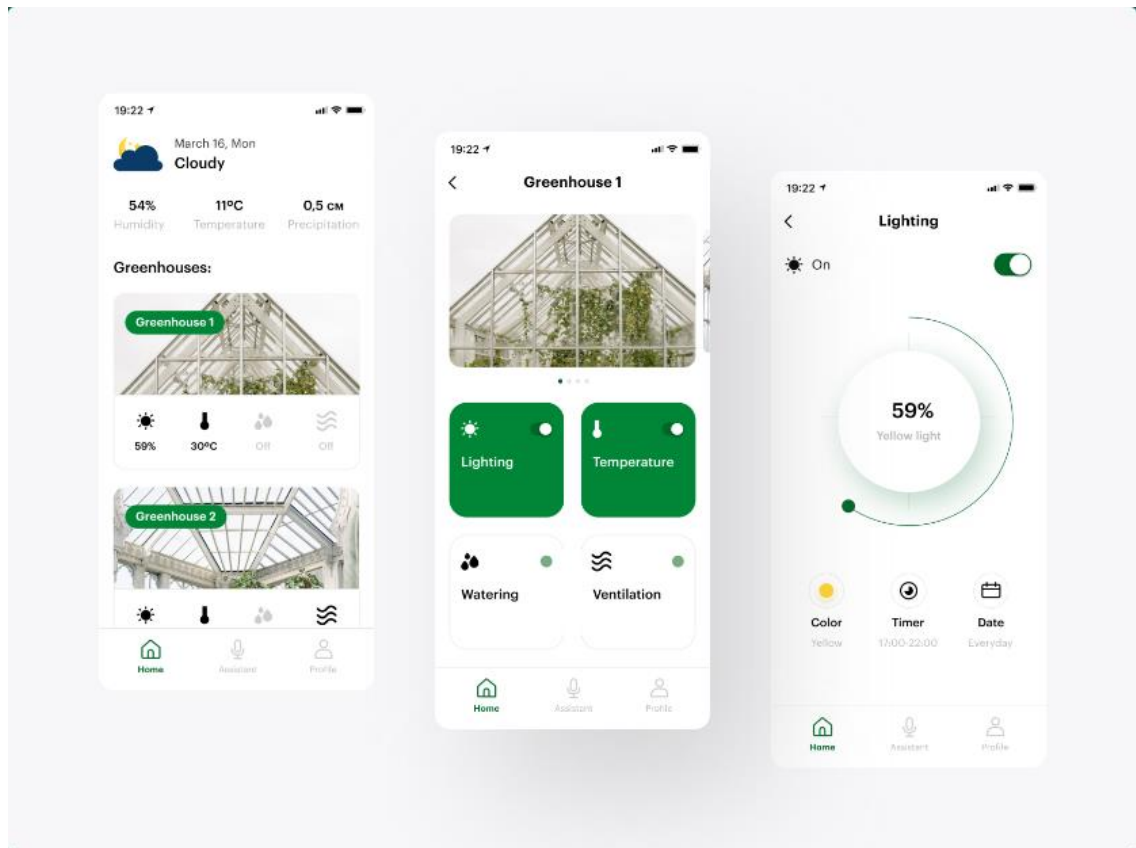 19:22
March 16, Mon
Cloudy
54% 11ºC 0,5 см
Humidity Temperature Precipitation
Greenhouses:
Greenhouse 1
59% 30ºC Off Off
Greenhouse 2
Home Assistant Profile
19:22
Greenhouse 1
Lighting Temperature
Watering Ventilation
Home Assistant Profile
19:22
Lighting
On
59%
Yellow light
Color Timer Date
Yellow 17:00-22:00 Everyday
Home Assistant Profile